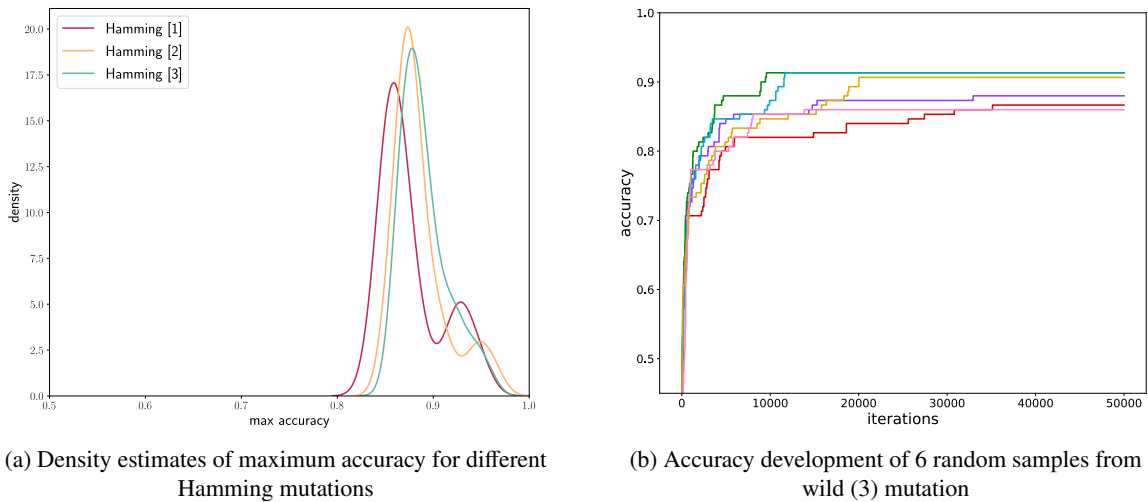 Hamming [1]
Hamming [2]
Hamming [3]
density
20.0
17.5
15.0
12.5
10.0
7.5
5.0
2.5
0.0
0.5 0.6 0.7 0.8 0.9 1.0
max accuracy
(a) Density estimates of maximum accuracy for different
Hamming mutations
accuracy
1.0
0.9
0.8
0.7
0.6
0.5
0 10000 20000 30000 40000 50000
iterations
(b) Accuracy development of 6 random samples from
wild (3) mutation